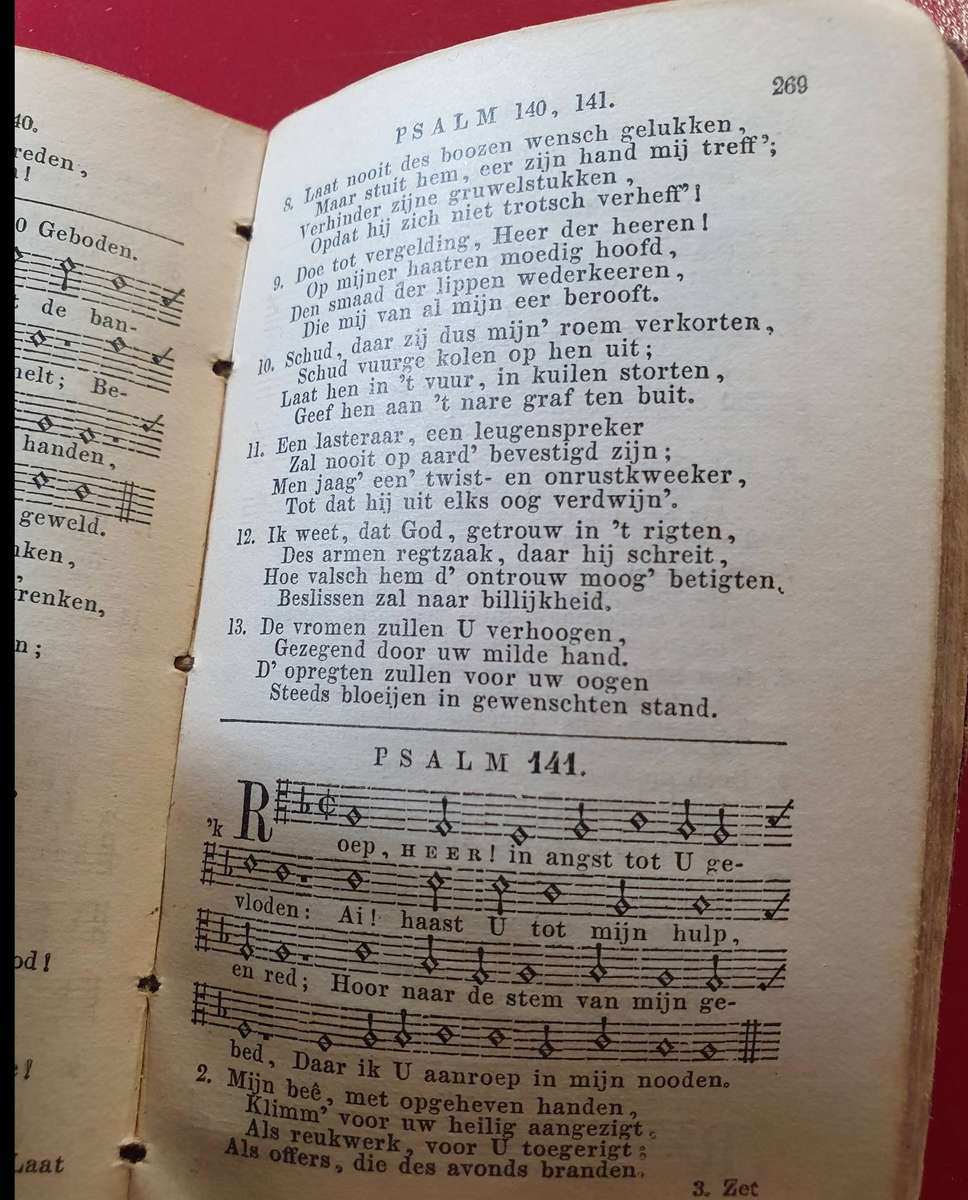 40.
reden,
!
0 Geboden.
de ban-
helt; Be-
handen,
geweld.
nken,
,
renken,
n;
od!
e!
Laat
PSALM 140, 141. 269
8. Laat nooit des boozen wensch gelukken,
Maar stuit hem, eer zijn hand mij treff';
Verhinder zijne gruwelstukken,
Opdat hij zich niet trotsch verheff'!
9. Doe tot vergelding, Heer der heeren!
Op mijner haatren moedig hoofd,
Den smaad der lippen wederkeeren,
Die mij van al mijn eer berooft.
10. Schud, daar zij dus mijn' roem verkorten,
Schud vuurge kolen op hen uit;
Laat hen in 't vuur, in kuilen storten,
Geef hen aan 't nare graf ten buit.
11. Een lasteraar, een leugenspreker
Zal nooit op aard' bevestigd zijn;
Men jaag' een' twist- en onrustkweeker,
Tot dat hij uit elks oog verdwijn'.
12. Ik weet, dat God, getrouw in 't rigten,
Des armen regtzaak, daar hij schreit,
Hoe valsch hem d' ontrouw moog' betigten,
Beslissen zal naar billijkheid.
13. De vromen zullen U verhoogen,
Gezegend door uw milde hand.
D' opregten zullen voor uw oogen
Steeds bloeijen in gewenschten stand.
PSALM 141.
'k Roep, HEER! in angst tot U ge-
vloden: Ai! haast U tot mijn hulp,
en red; Hoor naar de stem van mijn ge-
bed, Daar ik U aanroep in mijn nooden.
2. Mijn beê, met opgeheven handen,
Klimm' voor uw heilig aangezigt,
Als reukwerk, voor U toegerigt;
Als offers, die des avonds branden.
3. Zet